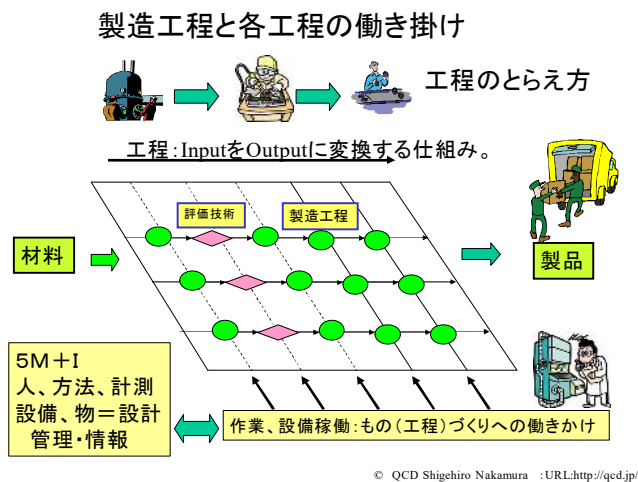 製造工程と各工程の働き掛け
工程のとらえ方
工程:InputをOutputに変換する仕組み。
評価技術
製造工程
材料
製品
5M+I
人、方法、計測
設備、物=設計
管理・情報
作業、設備稼働:もの(工程)づくりへの働きかけ
© QCD Shigehiro Nakamura :URL:http://qcd.jp/